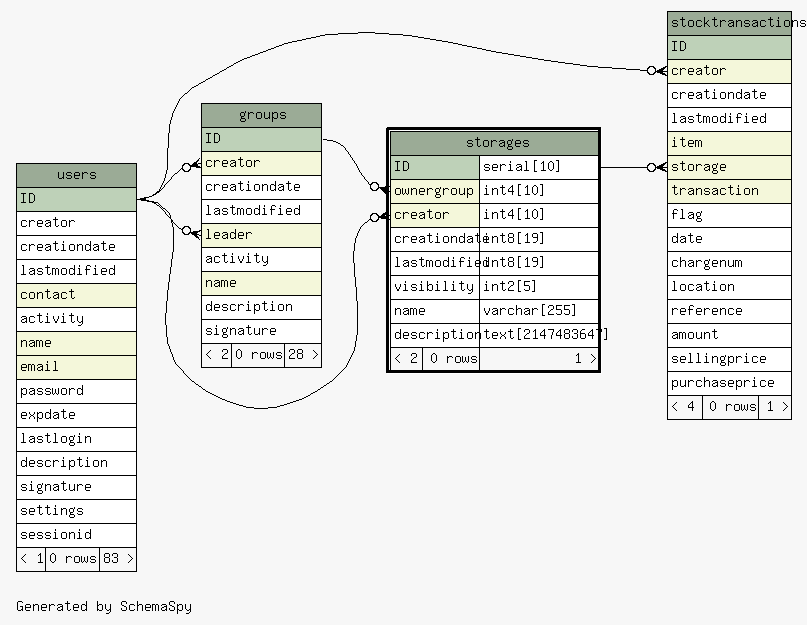 users
ID
creator
creationdate
lastmodified
contact
activity
name
email
password
expdate
lastlogin
description
signature
settings
sessionid
< 1 0 rows 83 >
groups
ID
creator
creationdate
lastmodified
leader
activity
name
description
signature
< 2 0 rows 28 >
storages
ID serial[10]
ownergroup int4[10]
creator int4[10]
creationdate int8[19]
lastmodified int8[19]
visibility int2[5]
name varchar[255]
description text[2147483647]
< 2 0 rows 1 >
stocktransactions
ID
creator
creationdate
lastmodified
item
storage
transaction
flag
date
chargenum
location
reference
amount
sellingprice
purchaseprice
< 4 0 rows 1 >
Generated by SchemaSpy